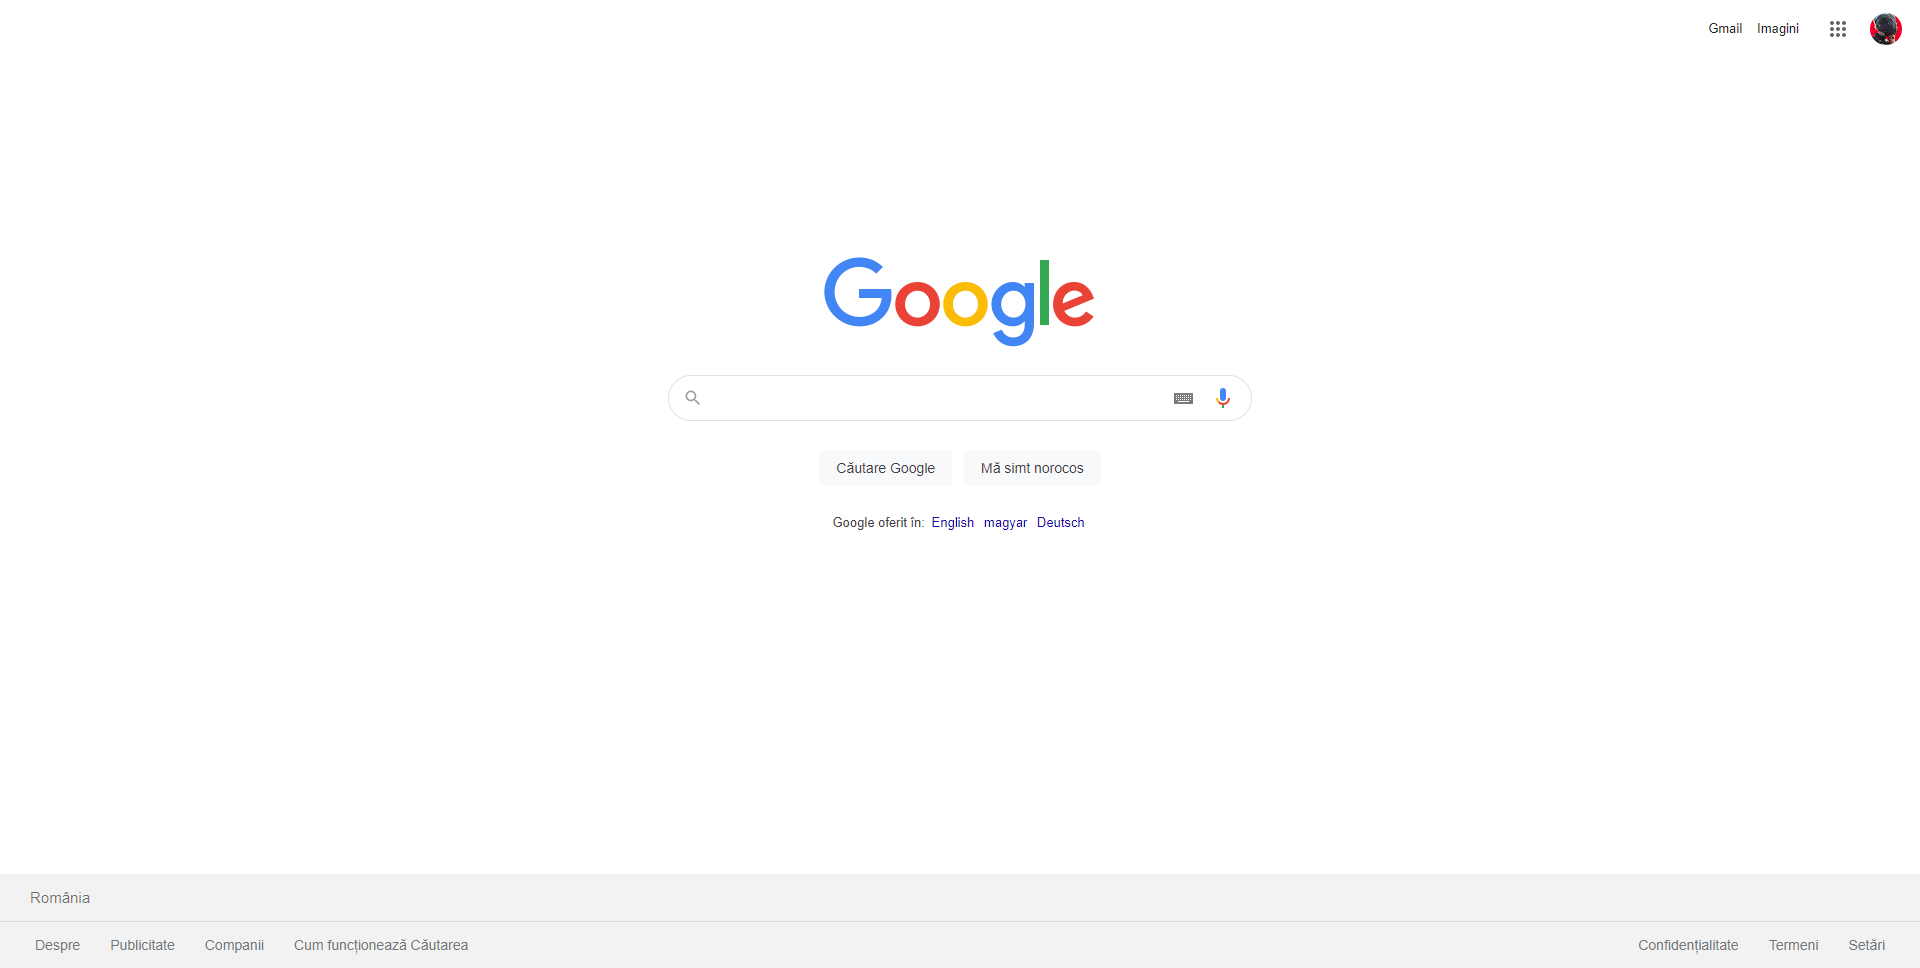 Gmail Imagini
Google
Căutare Google Mă simt norocos
Google oferit în: English magyar Deutsch
România
Despre Publicitate Companii Cum funcționează Căutarea Confidențialitate Termeni Setări